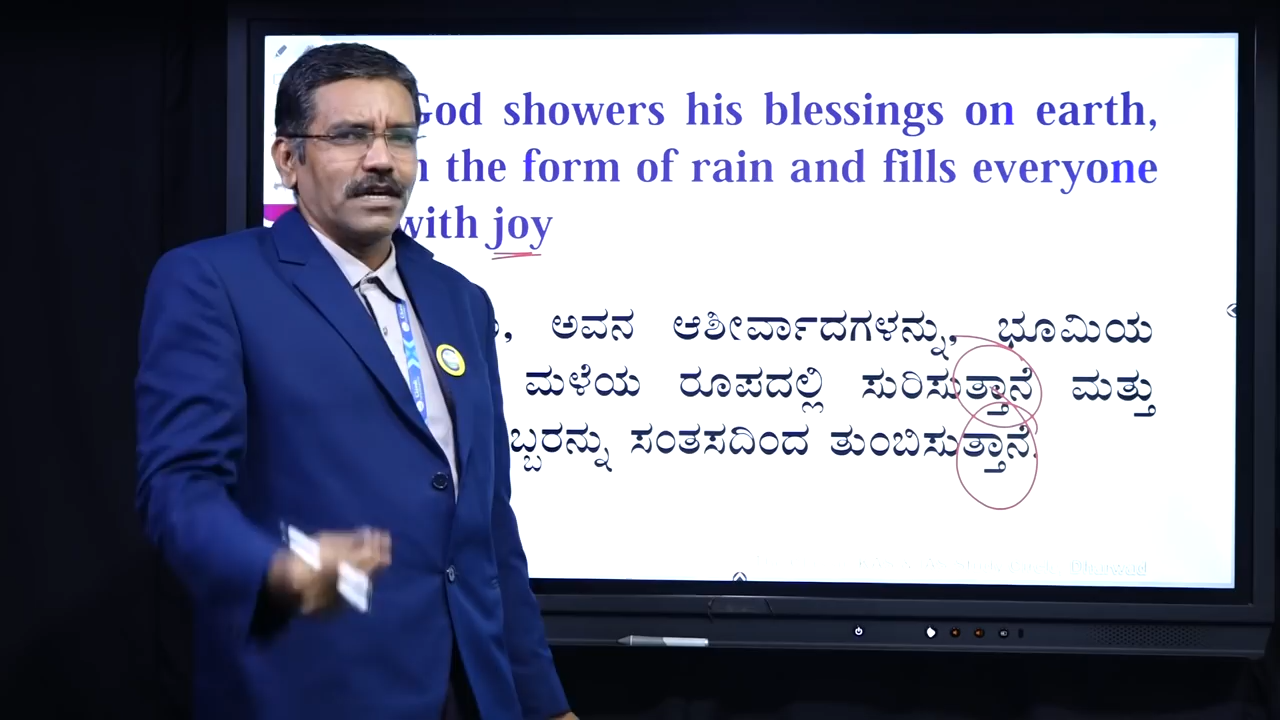 God showers his blessings on earth,
the form of rain and fills everyone
with joy
ಅವನ ಆಶೀರ್ವಾದಗಳನ್ನು, ಭೂಮಿಯ
ಮಳೆಯ ರೂಪದಲ್ಲಿ ಸುರಿಸುತ್ತಾನೆ ಮತ್ತು
ಸಂತಸದಿಂದ ತುಂಬಿಸುತ್ತಾನೆ.